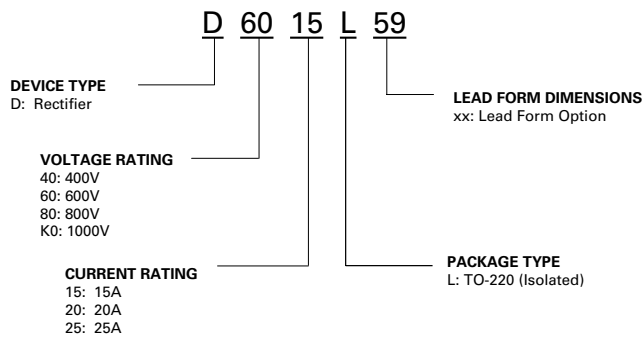 D 60 15 L 59
DEVICE TYPE
D: Rectifier
LEAD FORM DIMENSIONS
xx: Lead Form Option
VOLTAGE RATING
40: 400V
60: 600V
80: 800V
K0: 1000V
CURRENT RATING
15: 15A
20: 20A
25: 25A
PACKAGE TYPE
L: TO-220 (Isolated)